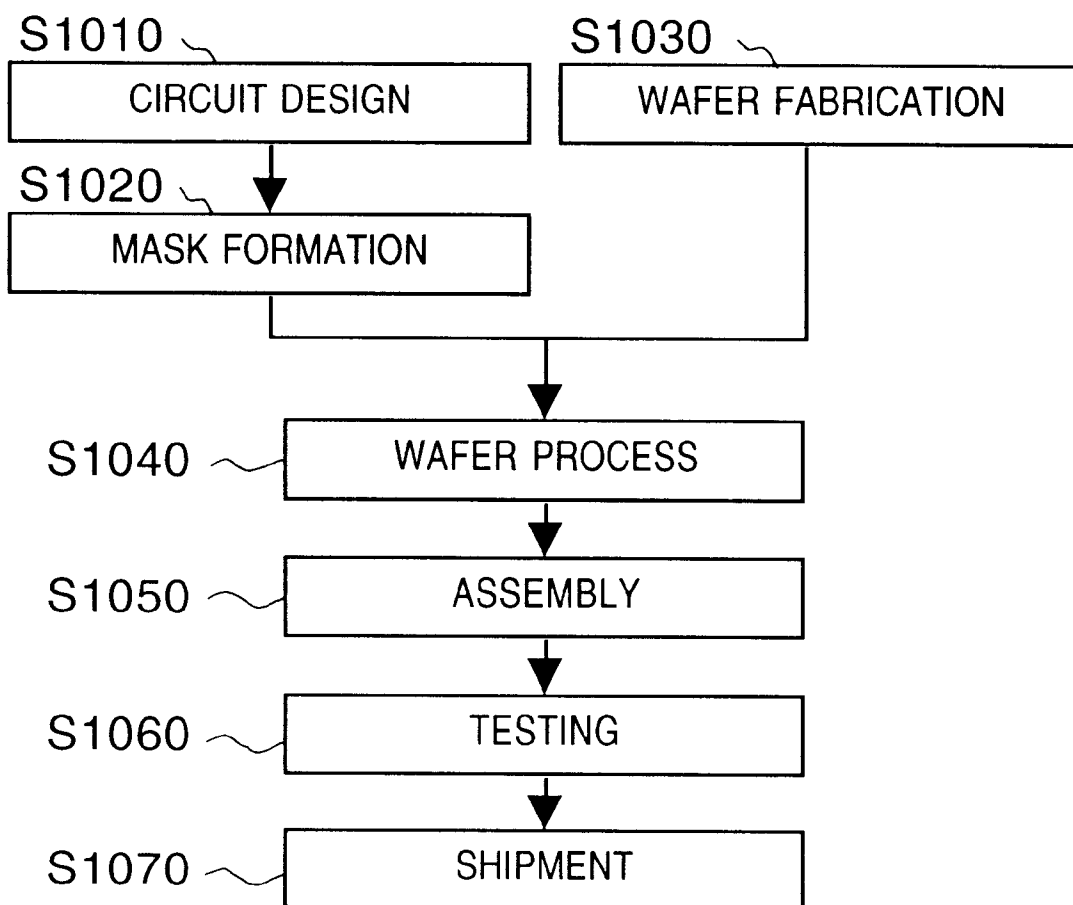 S1010
CIRCUIT DESIGN
S1030
WAFER FABRICATION
S1020
MASK FORMATION
S1040
WAFER PROCESS
S1050
ASSEMBLY
S1060
TESTING
S1070
SHIPMENT